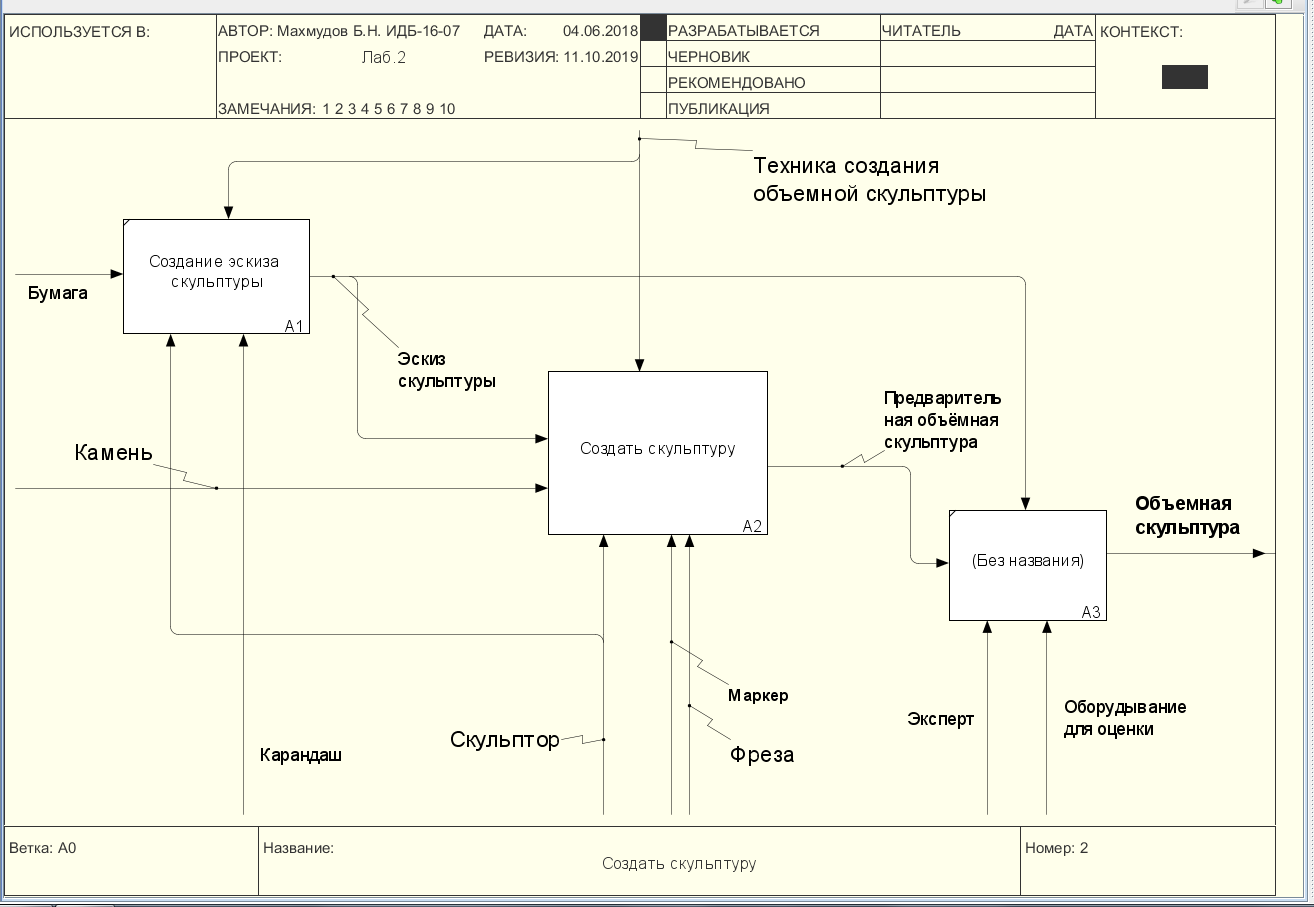 ИСПОЛЬЗУЕТСЯ В:
АВТОР: Махмудов Б.Н. ИДБ-16-07
ДАТА: 04.06.2018
РАЗРАБАТЫВАЕТСЯ
ЧИТАТЕЛЬ
ДАТА
КОНТЕКСТ:
ПРОЕКТ: Лаб.2
РЕВИЗИЯ: 11.10.2019
ЧЕРНОВИК
РЕКОМЕНДОВАНО
ЗАМЕЧАНИЯ: 1 2 3 4 5 6 7 8 9 10
ПУБЛИКАЦИЯ
Техника создания
объемной скульптуры
Создание эскиза
скульптуры
A1
Бумага
Эскиз
скульптуры
Камень
Создать скульптуру
A2
Предваритель
ная объёмная
скульптура
Объемная
скульптура
(Без названия)
A3
Маркер
Эксперт
Оборудывание
для оценки
Скульптор
Фреза
Карандаш
Ветка: A0
Название:
Создать скульптуру
Номер: 2